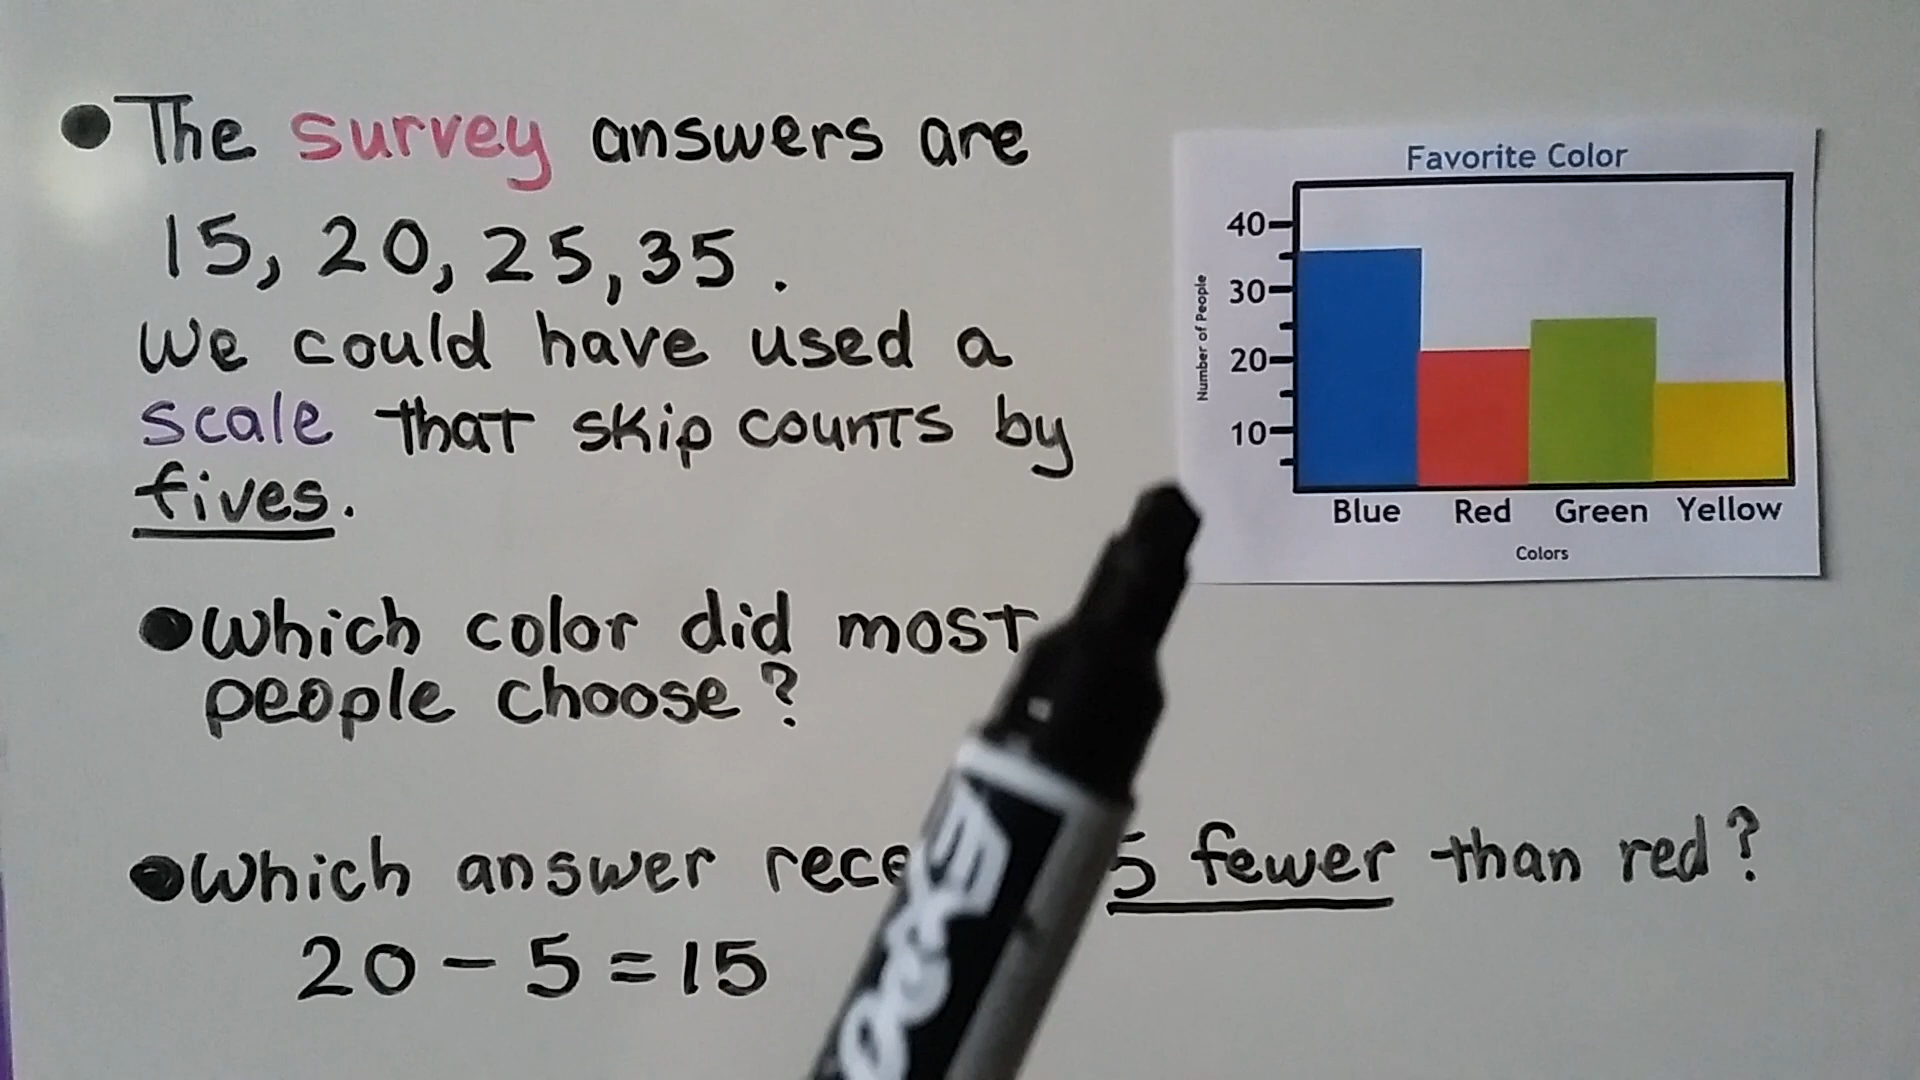 The survey answers are
15, 20, 25, 35.
We could have used a
scale that skip counts by
fives.
Which color did most
people choose?
Which answer 5 fewer than red?
20 - 5 = 15
Favorite Color
Number of People
40
30
20
10
Blue Red Green Yellow
Colors
EXPO